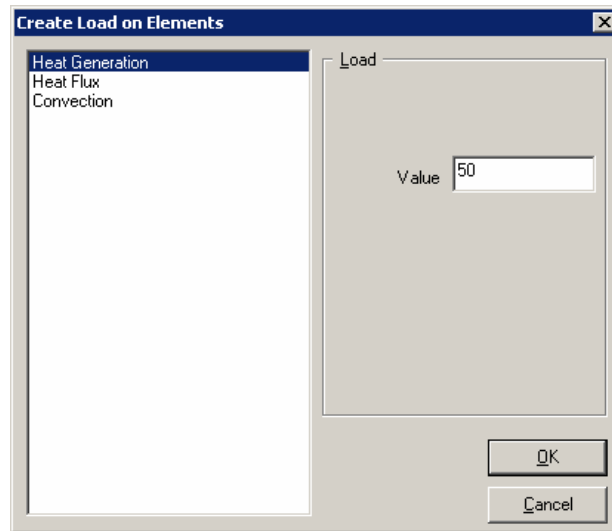 Create Load on Elements
Heat Generation
Heat Flux
Convection
Load
Value 50
OK
Cancel